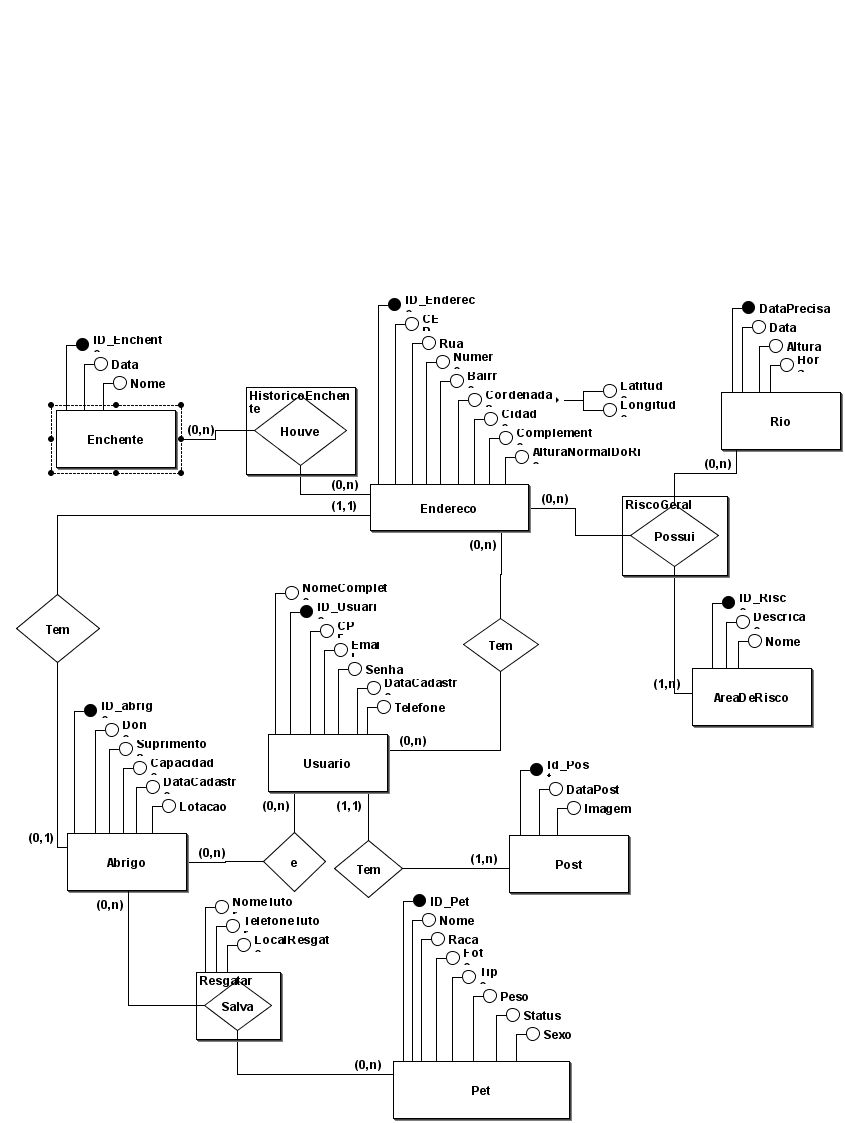 ID_Enderec
CE
Rua
Numer
Bairr
Cordenada
Latitud
Longitud
Cidad
Complement
AlturaNormalDoRi
Endereco
DataPrecisa
Data
Altura
Hor
Rio
ID_Enchent
Data
Nome
Enchente
(0,n)
HistoricoEnchen
te
Houve
(0,n)
(1,1)
(0,n)
(0,n)
(0,n)
RiscoGeral
Possui
ID_Risc
Descrica
Nome
(1,n)
AreaDeRisco
Tem
NomeComplet
ID_Usuari
CP
Emai
Senha
DataCadastr
Telefone
Usuario
Tem
(0,n)
(0,n)
(1,1)
ID_abrig
Don
Suprimento
Capacidad
DataCadastr
Lotacao
(0,1)
Abrigo
(0,n)
e
Tem
(1,n)
Id_Pos
DataPost
Imagem
Post
(0,n)
NomeTuto
TelefoneTuto
LocalResgat
Resgatar
Salva
(0,n)
ID_Pet
Nome
Raca
Fot
Tip
Peso
Status
Sexo
Pet